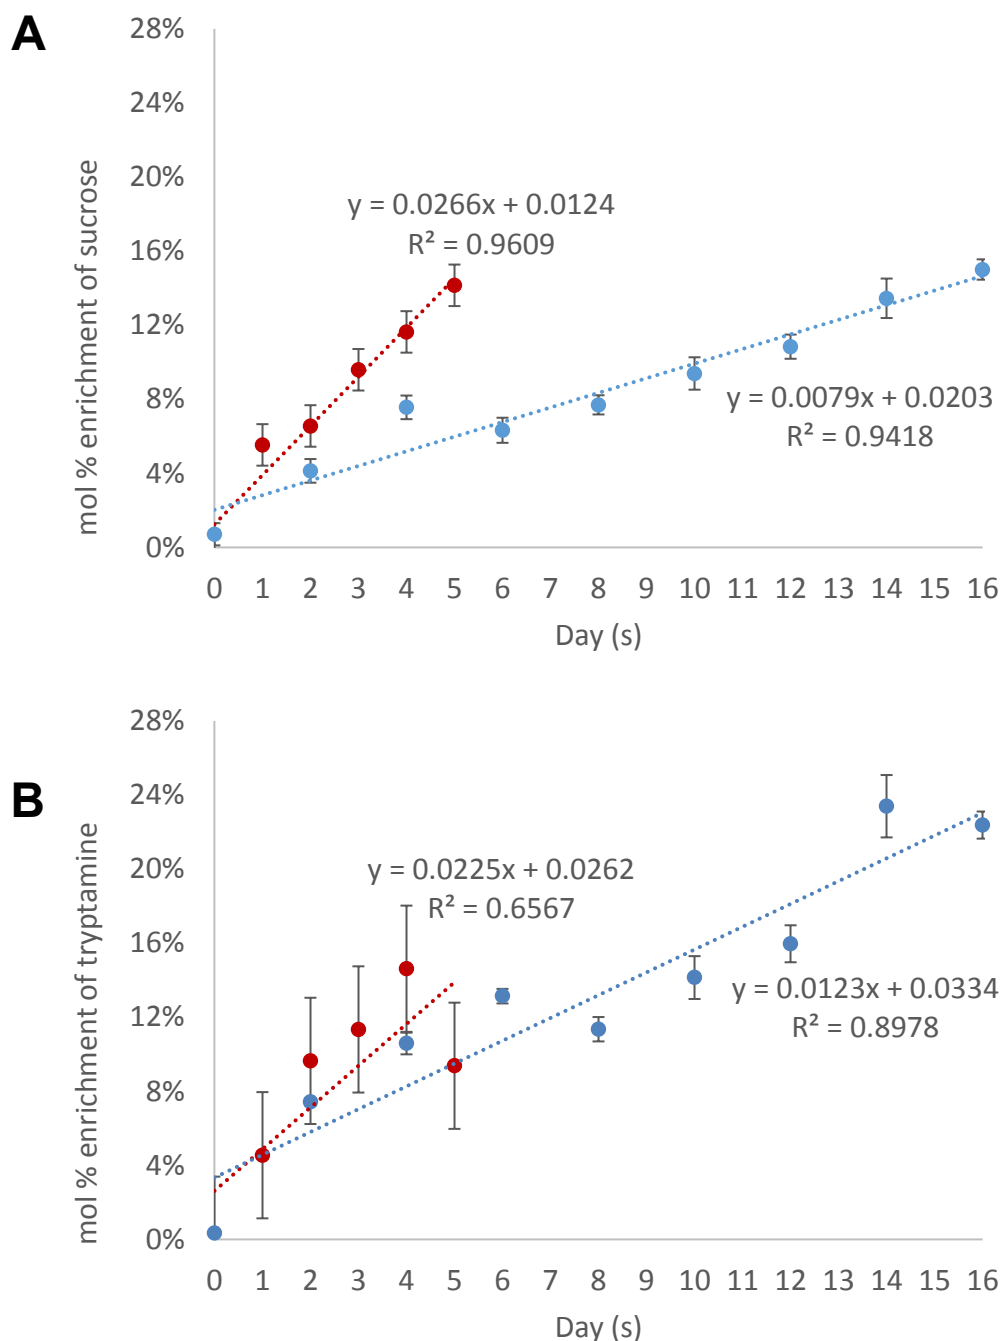 A
mol % enrichment of sucrose
28%
24%
20%
16%
12%
8%
4%
0%
y = 0.0266x + 0.0124
R² = 0.9609
y = 0.0079x + 0.0203
R² = 0.9418
0 1 2 3 4 5 6 7 8 9 10 11 12 13 14 15 16
Day (s)
B
mol % enrichment of tryptamine
28%
24%
20%
16%
12%
8%
4%
0%
y = 0.0225x + 0.0262
R² = 0.6567
y = 0.0123x + 0.0334
R² = 0.8978
0 1 2 3 4 5 6 7 8 9 10 11 12 13 14 15 16
Day (s)